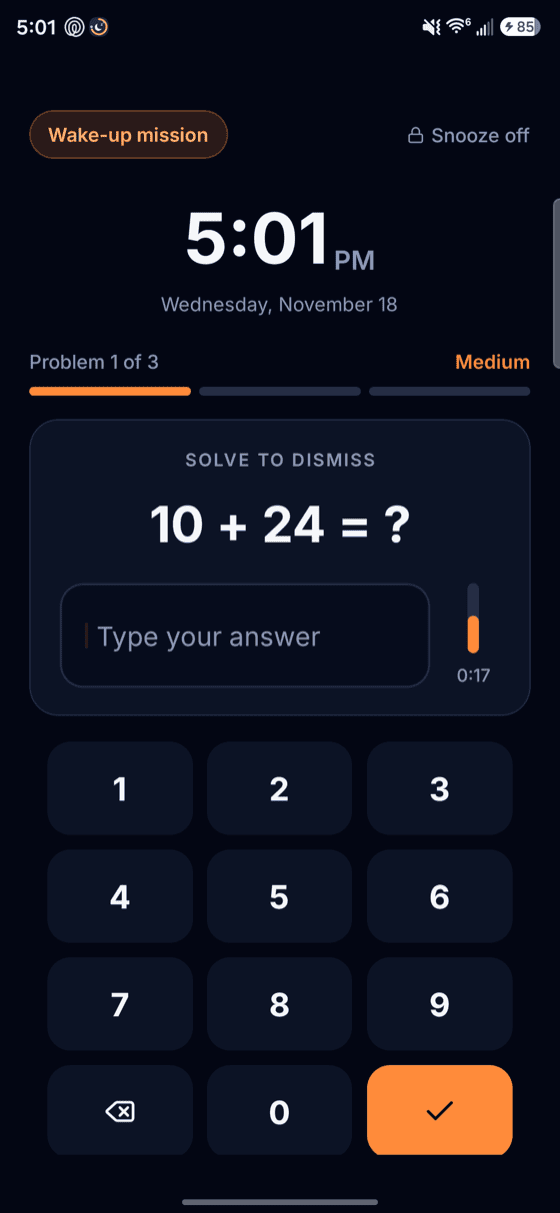 5:01
6
85
Wake-up mission
Snooze off
5:01 PM
Wednesday, November 18
Problem 1 of 3
Medium
SOLVE TO DISMISS
10 + 24 = ?
Type your answer
0:17
1 2 3
4 5 6
7 8 9
0